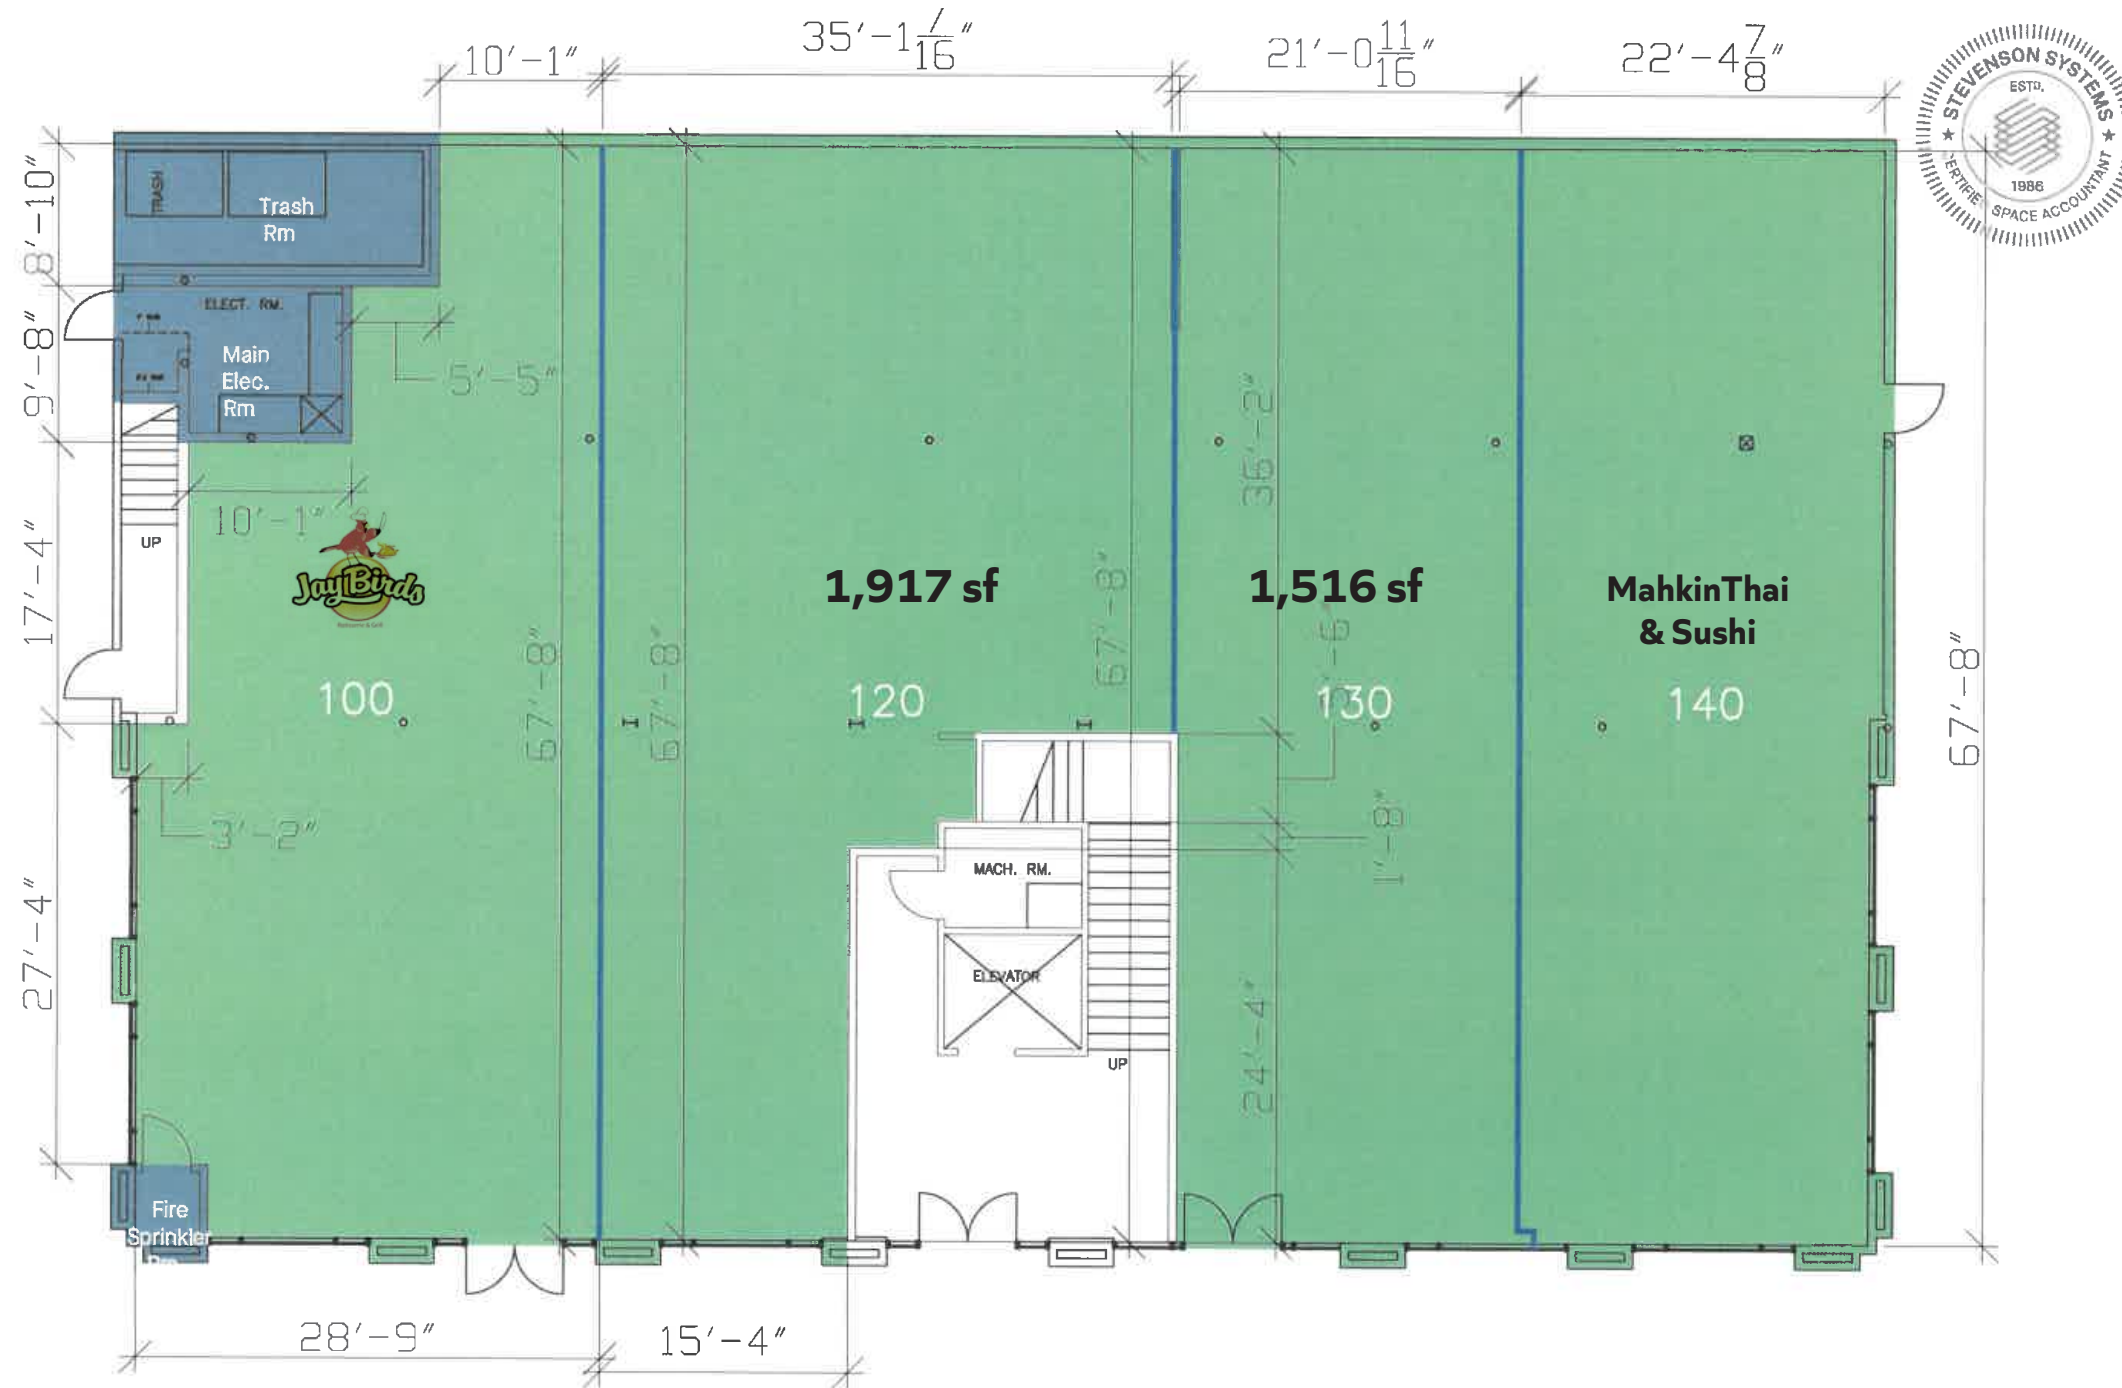 10'-1"
35'-1 7/16"
21'-0 11/16"
22'-4 7/8"
STEVENSON SYSTEMS
ESTD.
1986
SPACE ACCOUNTANT
8'-10"
TRASH
Trash
Rm
9'-8"
ELECT. RM.
Main
Elec.
Rm
5'-5"
36'-2"
10'-1"
17'-4"
UP
JayBirds
1,917 sf
1,516 sf
MahkinThai
& Sushi
67'-8"
67'-8"
67'-8"
67'-8"
100
120
130
140
3'-2"
1'-8"
MACH. RM.
27'-4"
ELEVATOR
UP
24'-4"
Fire
Sprinkler
28'-9"
15'-4"